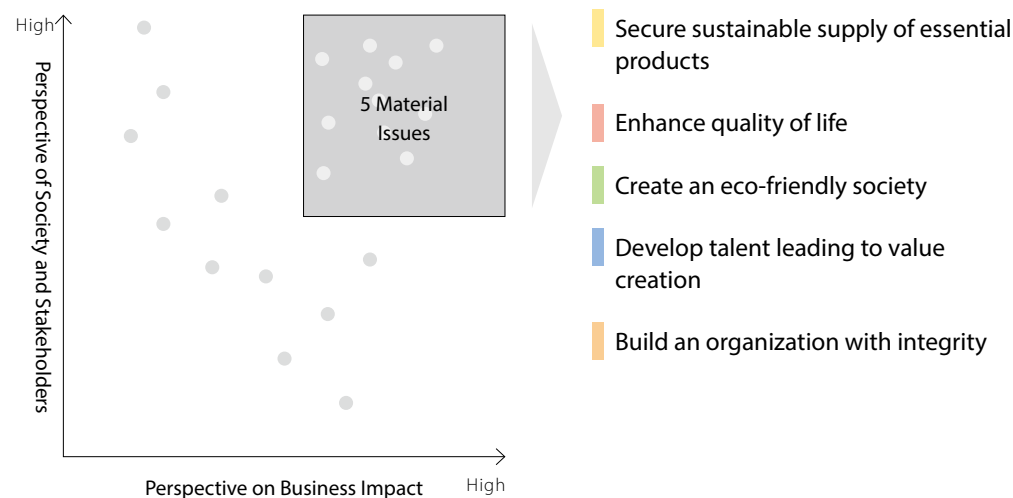 High
Perspective of Society and Stakeholders
5 Material
Issues
Perspective on Business Impact
High
Secure sustainable supply of essential
products
Enhance quality of life
Create an eco-friendly society
Develop talent leading to value
creation
Build an organization with integrity